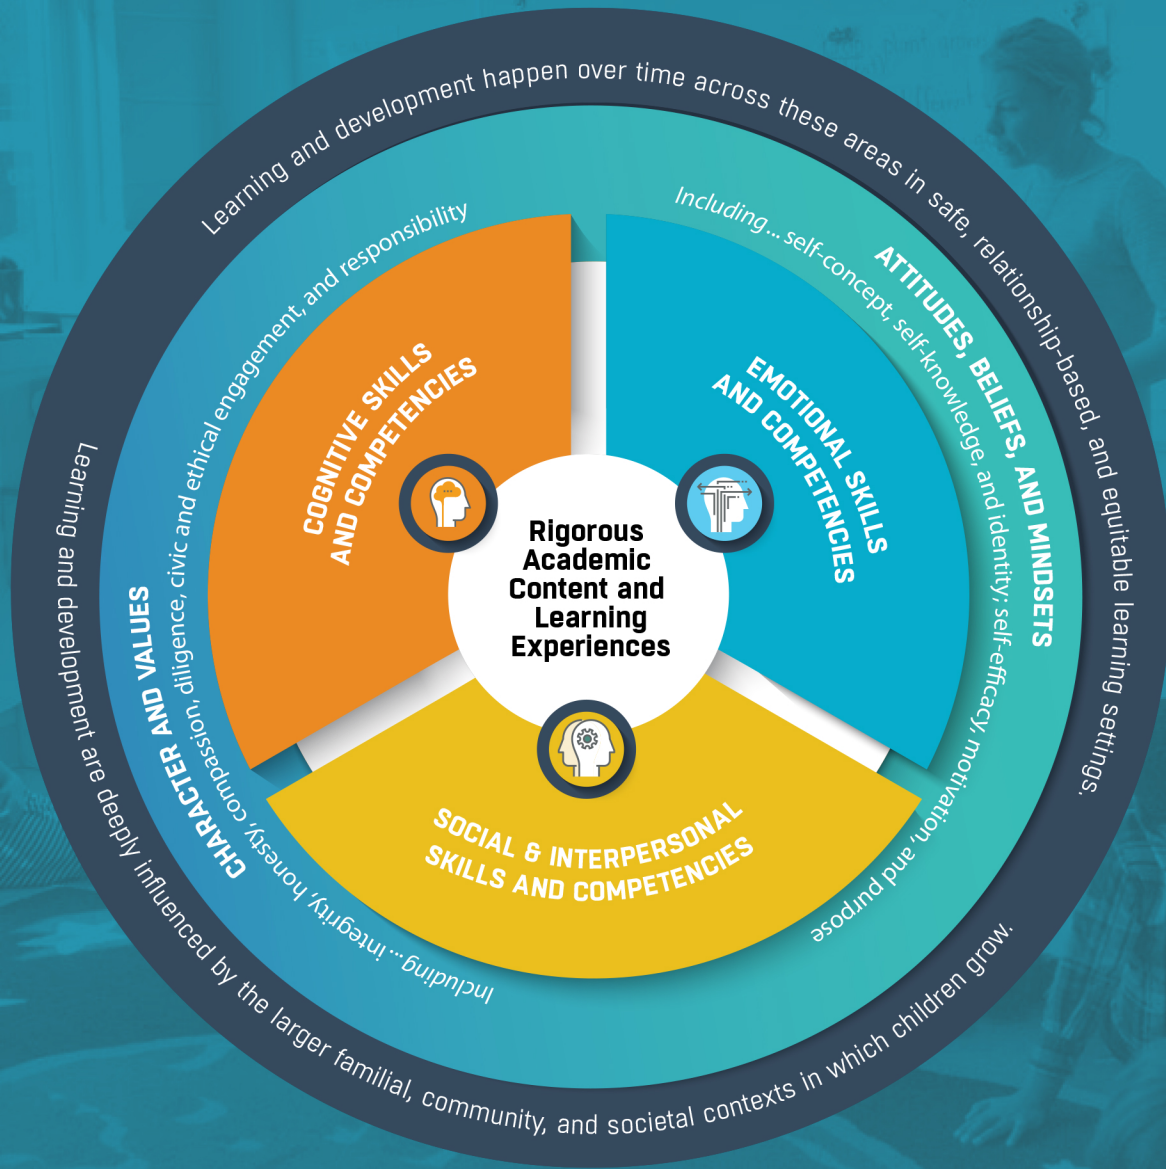 Learning and development happen over time across these areas in safe, relationship-based, and equitable learning settings.
Including... self-concept, self-knowledge, and identity; self-efficacy, motivation, and purpose
ATTITUDES, BELIEFS, AND MINDSETS
Including...integrity, honesty, compassion, diligence, civic and ethical engagement, and responsibility
CHARACTER AND VALUES
COGNITIVE SKILLS
AND COMPETENCIES
EMOTIONAL SKILLS
AND COMPETENCIES
Rigorous
Academic
Content and
Learning
Experiences
SOCIAL & INTERPERSONAL
SKILLS AND COMPETENCIES
Learning and development are deeply influenced by the larger familial, community, and societal contexts in which children grow.